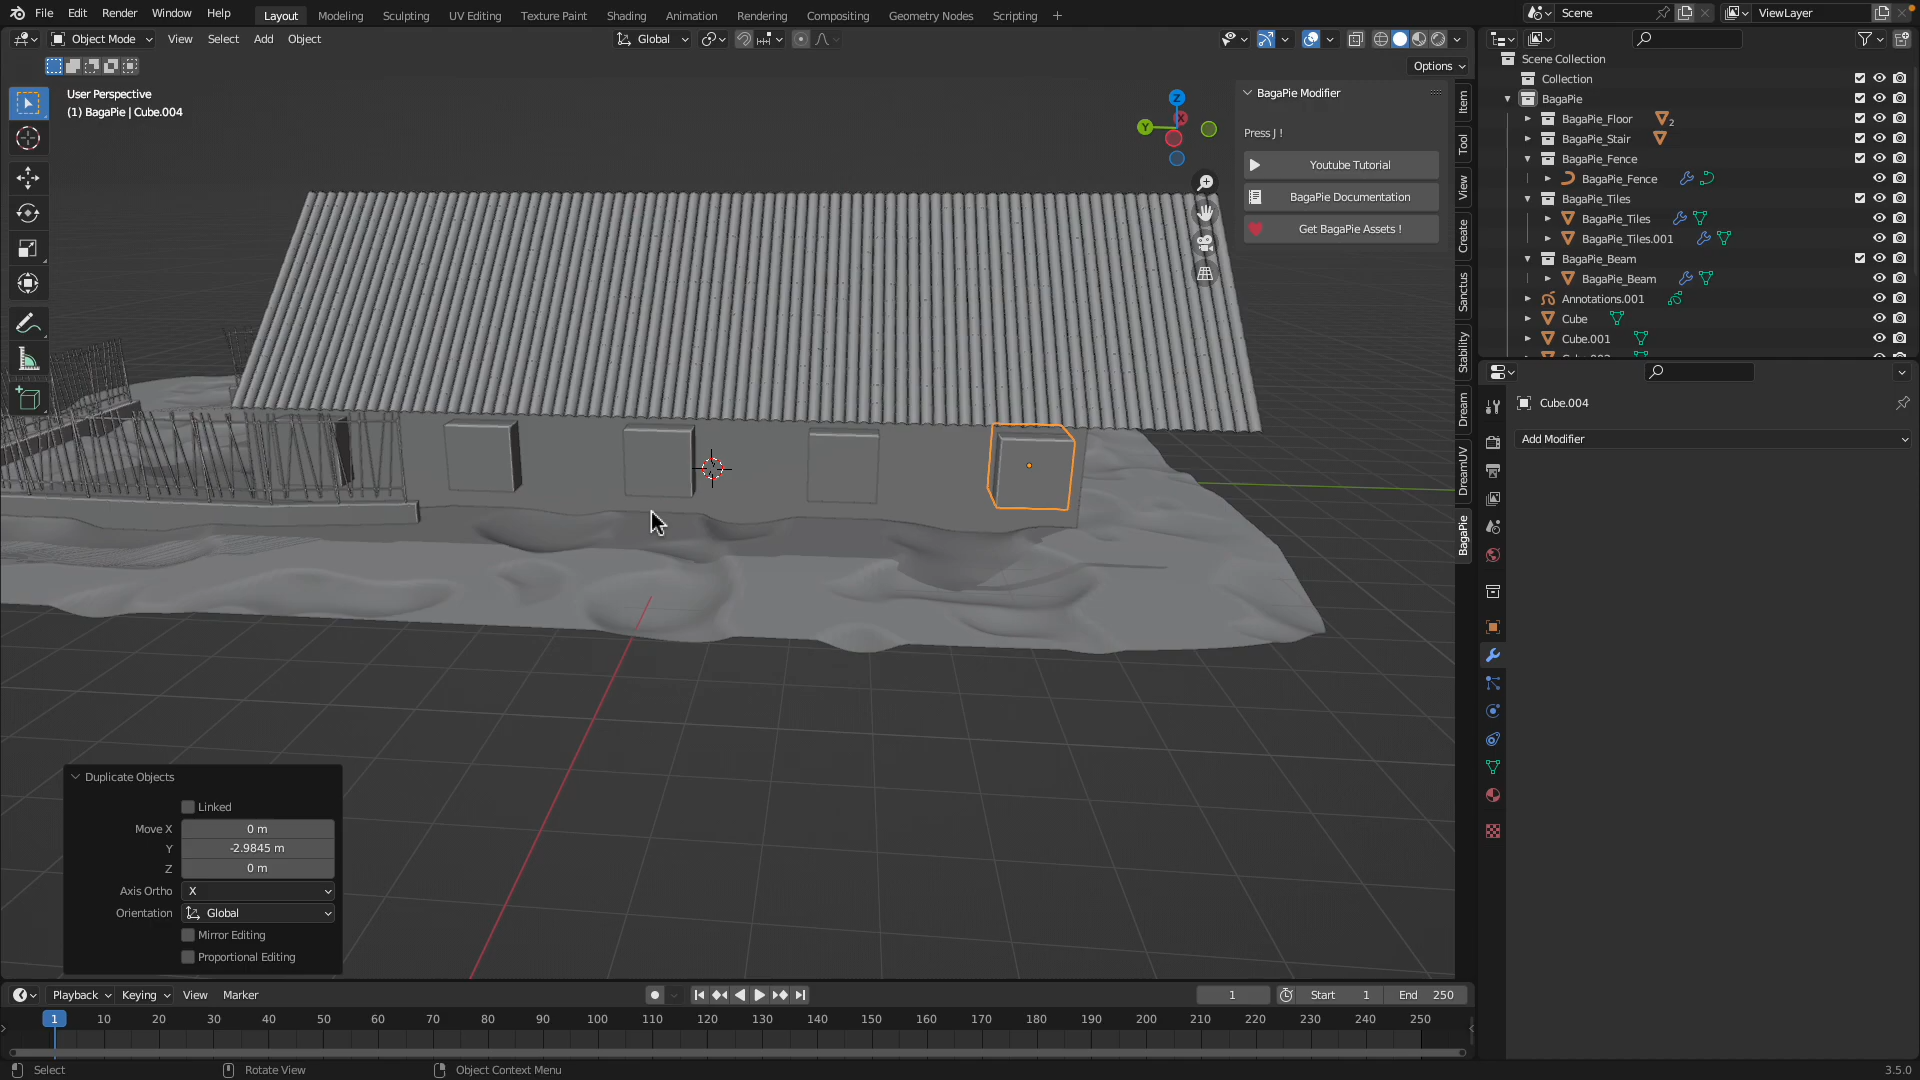 File Edit Render Window Help Layout Modeling Sculpting UV Editing Texture Paint Shading Animation Rendering Compositing Geometry Nodes Scripting + Scene ViewLayer
Object Mode View Select Add Object Global
Options
User Perspective
(1) BagaPie | Cube.004
Z
X
Y
BagaPie Modifier
Press J !
Youtube Tutorial
BagaPie Documentation
Get BagaPie Assets !
Item
Tool
View
Create
Sanctus
Stability
Dream
DreamUV
BagaPie
Scene Collection
Collection
BagaPie
BagaPie_Floor 2
BagaPie_Stair
BagaPie_Fence
BagaPie_Fence
BagaPie_Tiles
BagaPie_Tiles
BagaPie_Tiles.001
BagaPie_Beam
BagaPie_Beam
Annotations.001
Cube
Cube.001
Cube.004
Add Modifier
Duplicate Objects
Linked
Move X 0 m
Y -2.9845 m
Z 0 m
Axis Ortho X
Orientation Global
Mirror Editing
Proportional Editing
Playback Keying View Marker 1 Start 1 End 250
1 10 20 30 40 50 60 70 80 90 100 110 120 130 140 150 160 170 180 190 200 210 220 230 240 250
Select Rotate View Object Context Menu 3.5.0